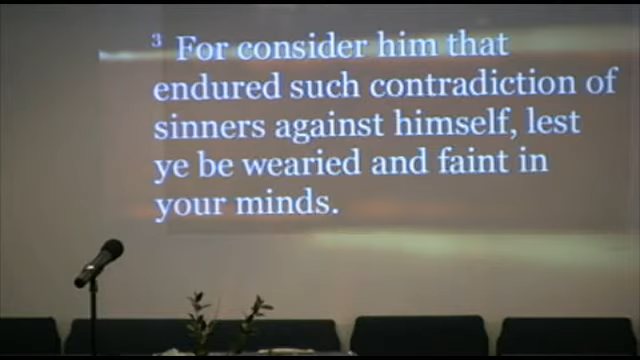 3 For consider him that
endured such contradiction of
sinners against himself, lest
ye be wearied and faint in
your minds.